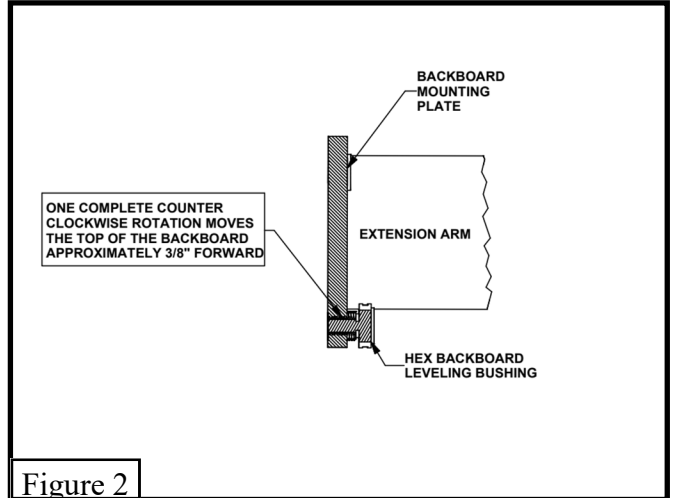 BACKBOARD
MOUNTING
PLATE
ONE COMPLETE COUNTER
CLOCKWISE ROTATION MOVES
THE TOP OF THE BACKBOARD
APPROXIMATELY 3/8" FORWARD
EXTENSION ARM
HEX BACKBOARD
LEVELING BUSHING
Figure 2